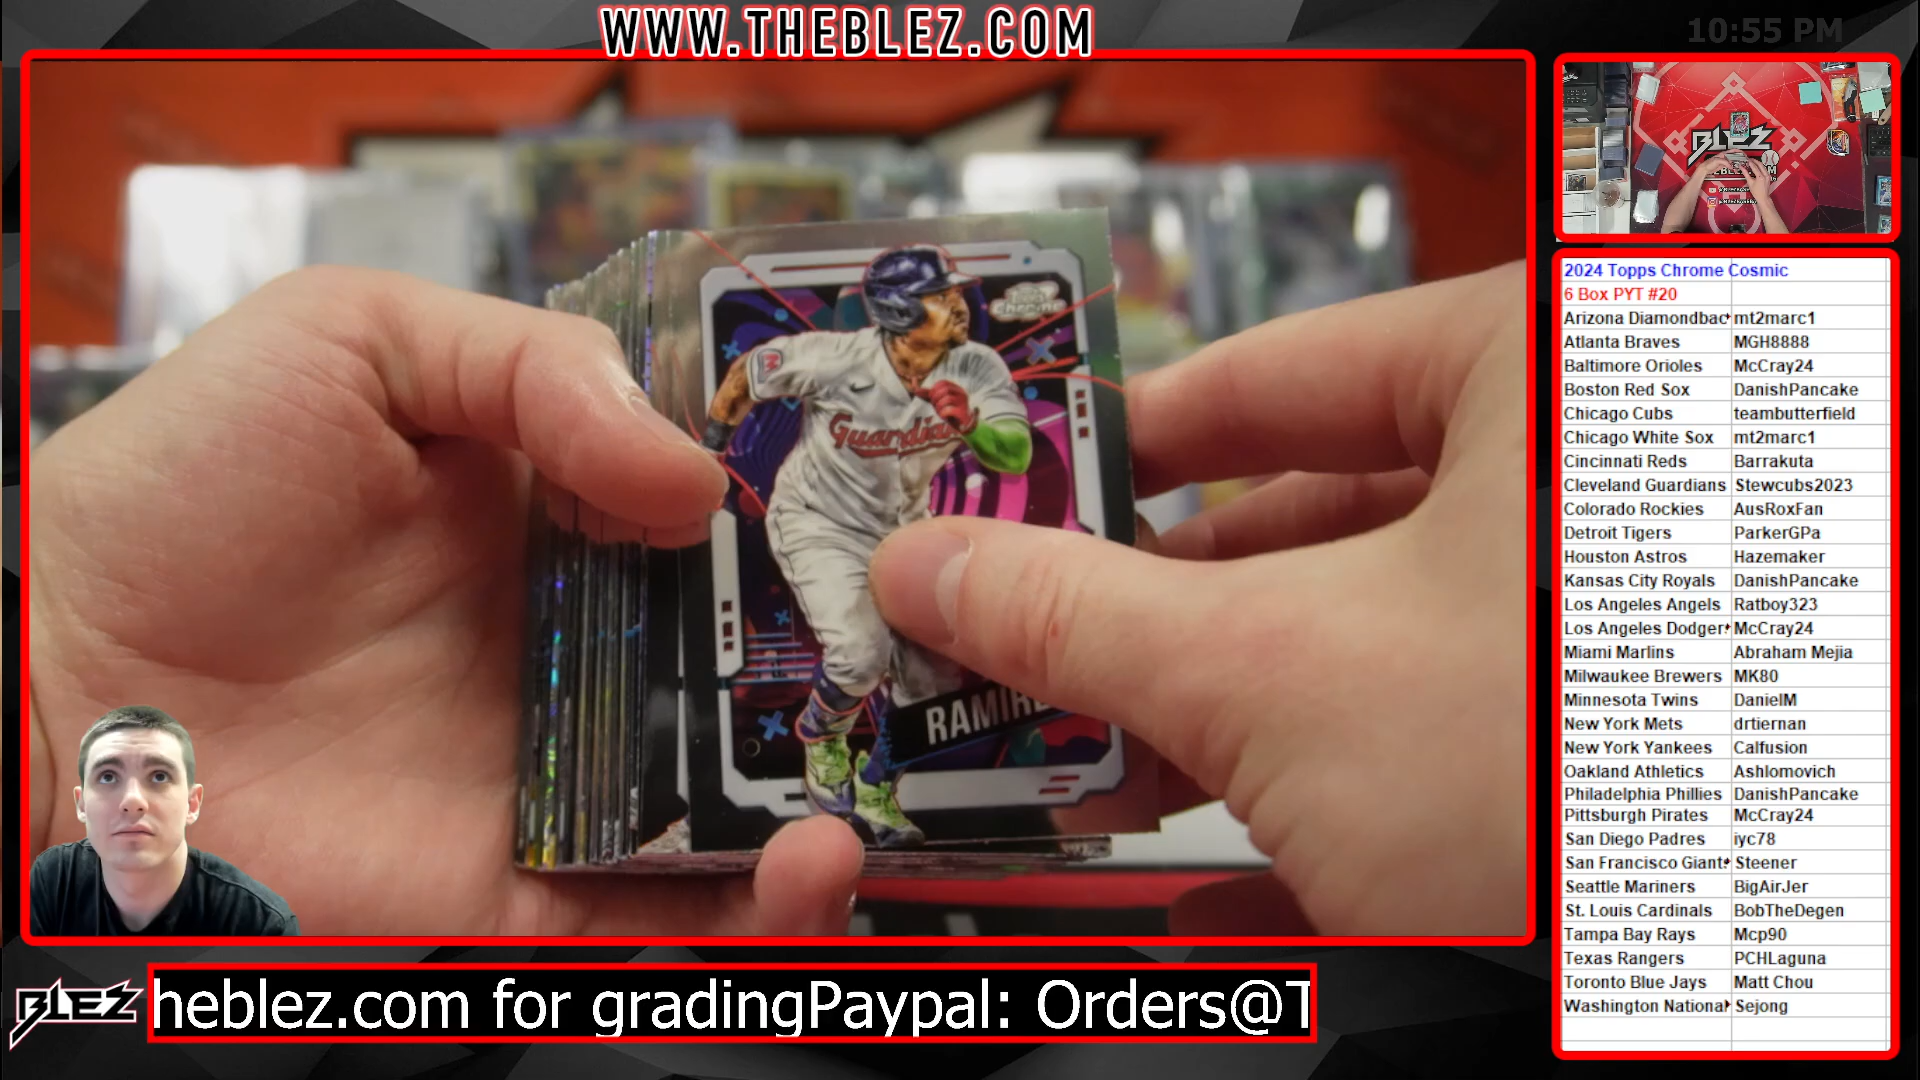 WWW.THEBLEZ.COM
10:55 PM
Topps
chrome
Guardians
RAMIRE
BLEZ
2024 Topps Chrome Cosmic
6 Box PYT #20
Arizona Diamondbac mt2marc1
Atlanta Braves MGH8888
Baltimore Orioles McCray24
Boston Red Sox DanishPancake
Chicago Cubs teambutterfield
Chicago White Sox mt2marc1
Cincinnati Reds Barrakuta
Cleveland Guardians Stewcubs2023
Colorado Rockies AusRoxFan
Detroit Tigers ParkerGPa
Houston Astros Hazemaker
Kansas City Royals DanishPancake
Los Angeles Angels Ratboy323
Los Angeles Dodger McCray24
Miami Marlins Abraham Mejia
Milwaukee Brewers MK80
Minnesota Twins DanielM
New York Mets drtiernan
New York Yankees Calfusion
Oakland Athletics Ashlomovich
Philadelphia Phillies DanishPancake
Pittsburgh Pirates McCray24
San Diego Padres iyc78
San Francisco Giant Steener
Seattle Mariners BigAirJer
St. Louis Cardinals BobTheDegen
Tampa Bay Rays Mcp90
Texas Rangers PCHLaguna
Toronto Blue Jays Matt Chou
Washington National Sejong
BLEZ
heblez.com for gradingPaypal: Orders@T